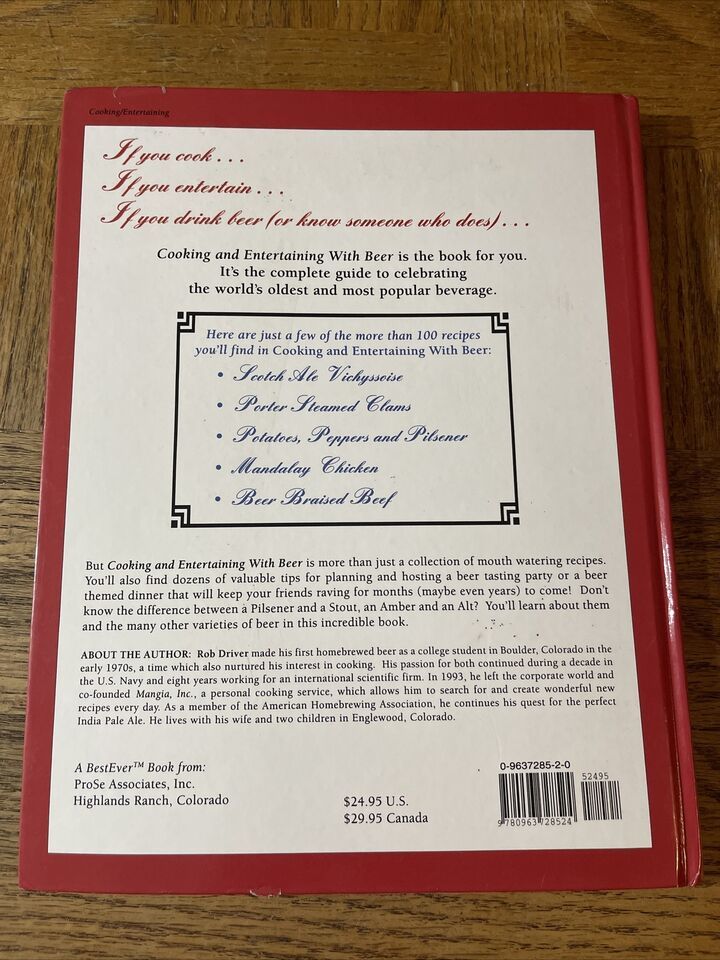 Cooking/Entertaining
If you cook . . .
If you entertain . . .
If you drink beer (or know someone who does) . . .
Cooking and Entertaining With Beer is the book for you.
It's the complete guide to celebrating
the world's oldest and most popular beverage.
Here are just a few of the more than 100 recipes
you'll find in Cooking and Entertaining With Beer:
• Scotch Ale Vichyssoise
• Porter Steamed Clams
• Potatoes, Peppers and Pilsener
• Mandalay Chicken
• Beer Braised Beef
But Cooking and Entertaining With Beer is more than just a collection of mouth watering recipes.
You'll also find dozens of valuable tips for planning and hosting a beer tasting party or a beer
themed dinner that will keep your friends raving for months (maybe even years) to come! Don't
know the difference between a Pilsener and a Stout, an Amber and an Alt? You'll learn about them
and the many other varieties of beer in this incredible book.
ABOUT THE AUTHOR: Rob Driver made his first homebrewed beer as a college student in Boulder, Colorado in the
early 1970s, a time which also nurtured his interest in cooking. His passion for both continued during a decade in
the U.S. Navy and eight years working for an international scientific firm. In 1993, he left the corporate world and
co-founded Mangia, Inc., a personal cooking service, which allows him to search for and create wonderful new
recipes every day. As a member of the American Homebrewing Association, he continues his quest for the perfect
India Pale Ale. He lives with his wife and two children in Englewood, Colorado.
A BestEver™ Book from:
ProSe Associates, Inc.
Highlands Ranch, Colorado
$24.95 U.S.
$29.95 Canada
0-9637285-2-0
52495
9 780963 728524